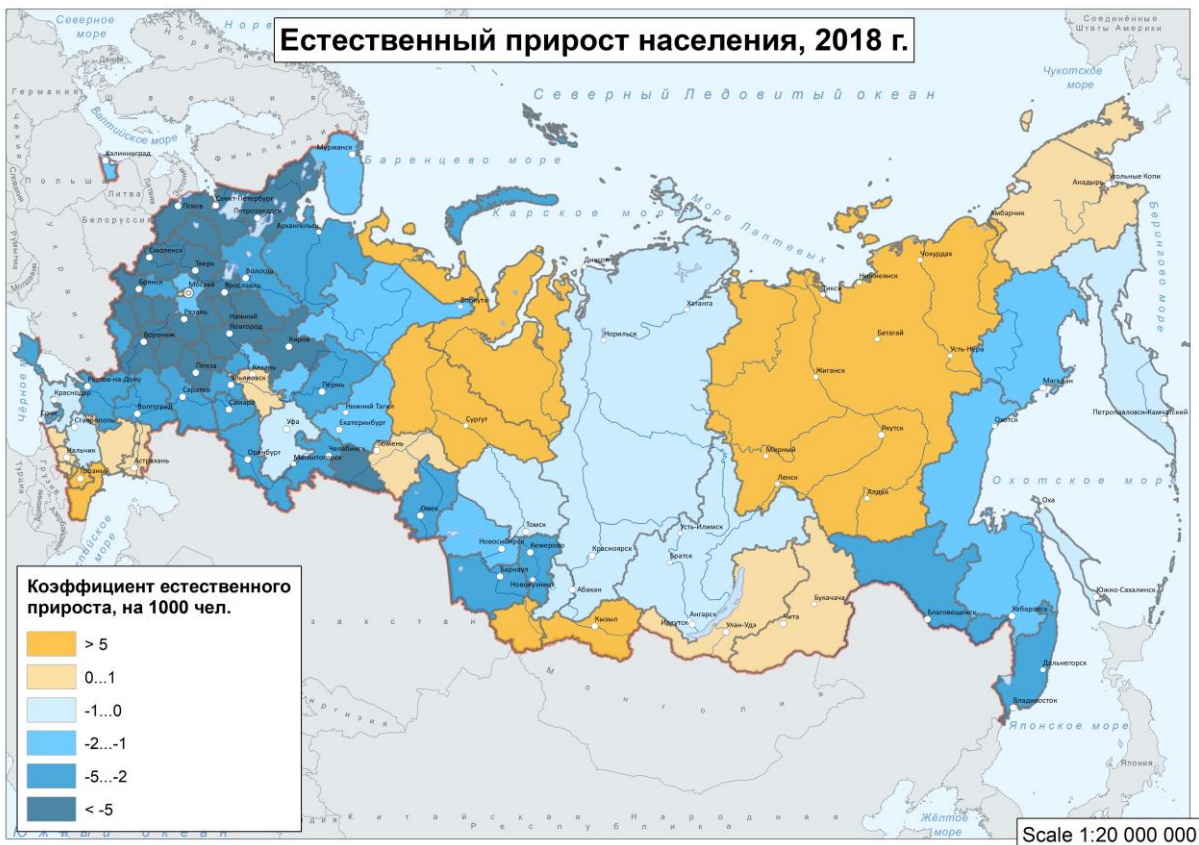 Естественный прирост населения, 2018 г.
Северное
море
Соединённые
Штаты Америки
Чукотское
море
Северный Ледовитый океан
Германия
Швеция
Балтийское море
Финляндия
Мурманск
Баренцево море
Калининград
Польша
Литва
Белоруссия
Карское море
Море Лаптевых
Анадырь
Угольные Копи
Амбарчик
Берингово море
Псков
Санкт-Петербург
Петрозаводск
Архангельск
Смоленск
Тверь
Вологда
Брянск
Москва
Ярославль
Рязань
Нижний
Новгород
Воронеж
Киров
Воркута
Диксон
Хатанга
Норильск
Тикси
Нижнеянск
Чокурдах
Батагай
Усть-Нера
Жиганск
Магадан
Охотск
Петропавловск-Камчатский
Пенза
Казань
Ульяновск
Ростов-на-Дону
Саратов
Самара
Пермь
Краснодар
Волгоград
Сочи
Ставрополь
Уфа
Нижний Тагил
Екатеринбург
Сургут
Мирный
Якутск
Ленск
Алдан
Охотское море
Оха
Нальчик
Грозный
Астрахань
Оренбург
Магнитогорск
Челябинск
Тюмень
Омск
Томск
Новосибирск
Кемерово
Барнаул
Новокузнецк
Красноярск
Абакан
Усть-Илимск
Братск
Ангарск
Иркутск
Улан-Удэ
Чита
Букачача
Кызыл
Благовещенск
Хабаровск
Южно-Сахалинск
Дальнегорск
Владивосток
Японское море
Япония
Турция
Грузия
Монголия
Коэффициент естественного
прироста, на 1000 чел.
> 5
0...1
-1...0
-2...-1
-5...-2
< -5
Южный океан
Китайская Народная
Республика
Жёлтое
море
Scale 1:20 000 000